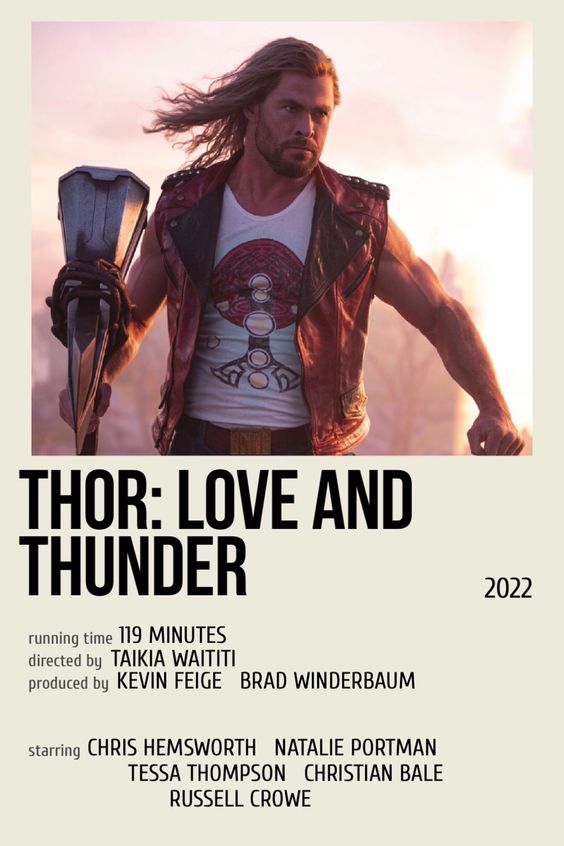 THOR: LOVE AND
THUNDER
2022
running time 119 MINUTES
directed by TAIKIA WAITITI
produced by KEVIN FEIGE BRAD WINDERBAUM
starring CHRIS HEMSWORTH NATALIE PORTMAN
TESSA THOMPSON CHRISTIAN BALE
RUSSELL CROWE